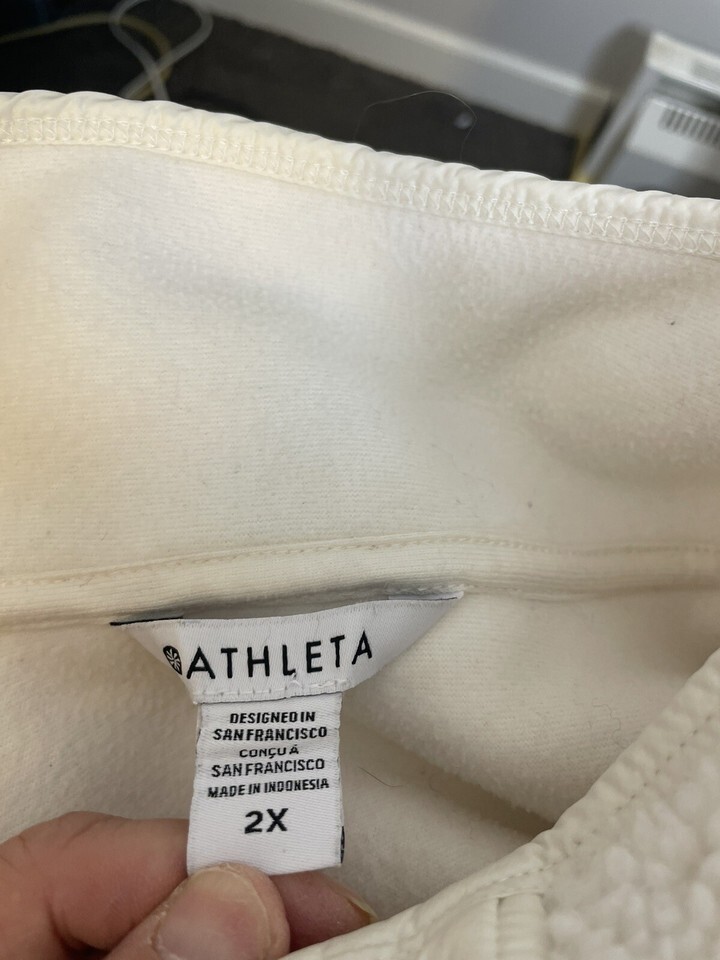 ATHLETA
DESIGNED IN
SAN FRANCISCO
CONÇU À
SAN FRANCISCO
MADE IN INDONESIA
2X